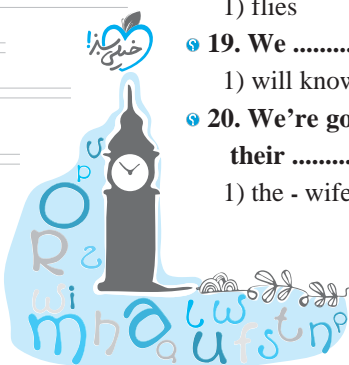 خیلی سبز!
1) flies
19. We ..........
1) will know
20. We're go
their ..........
1) the - wife